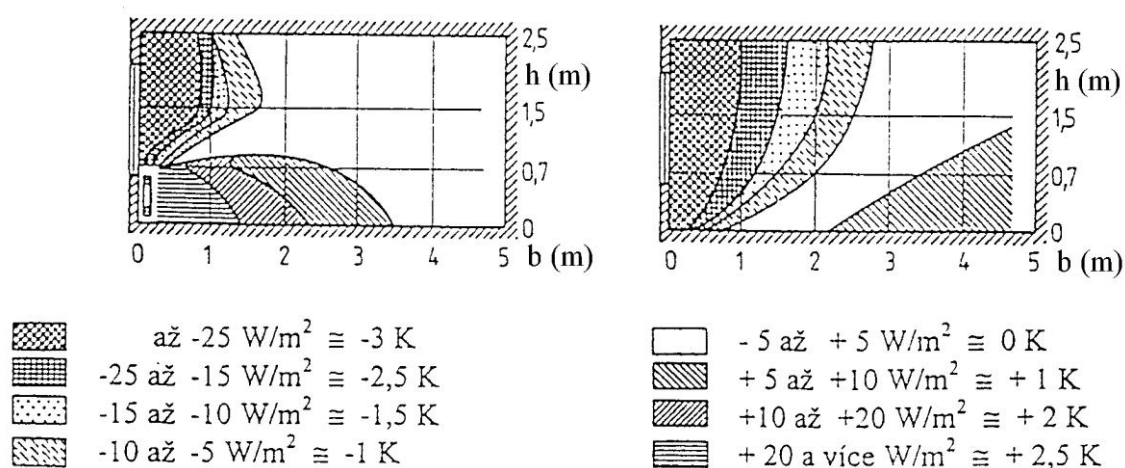 2,5
h (m)
1,5
0,7
0
0 1 2 3 4 5 b (m)
2,5
h (m)
1,5
0,7
0
0 1 2 3 4 5 b (m)
až -25 W/m² ≅ -3 K
-25 až -15 W/m² ≅ -2,5 K
-15 až -10 W/m² ≅ -1,5 K
-10 až -5 W/m² ≅ -1 K
- 5 až + 5 W/m² ≅ 0 K
+ 5 až +10 W/m² ≅ + 1 K
+10 až +20 W/m² ≅ + 2 K
+ 20 a více W/m² ≅ + 2,5 K